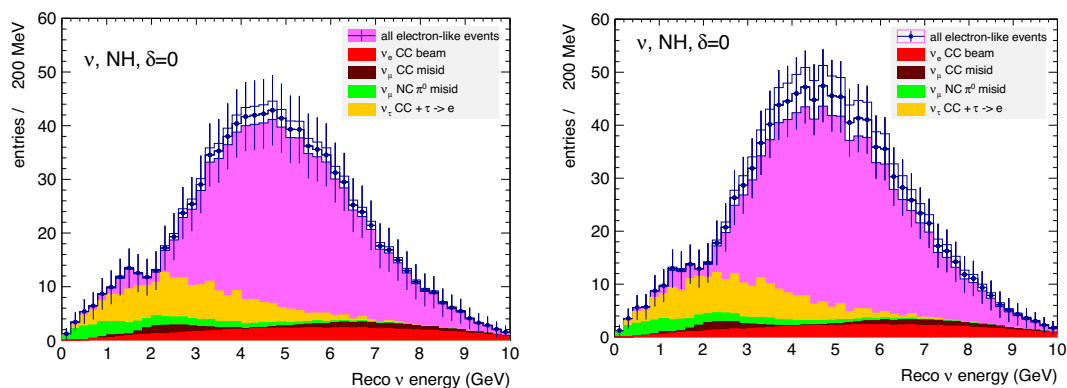 ν, NH, δ=0
all electron-like events
νe CC beam
νμ CC misid
νμ NC π⁰ misid
ντ CC + τ -> e
entries / 200 MeV
60
50
40
30
20
10
0
0 1 2 3 4 5 6 7 8 9 10
Reco ν energy (GeV)
ν, NH, δ=0
all electron-like events
νe CC beam
νμ CC misid
νμ NC π⁰ misid
ντ CC + τ -> e
entries / 200 MeV
60
50
40
30
20
10
0
0 1 2 3 4 5 6 7 8 9 10
Reco ν energy (GeV)